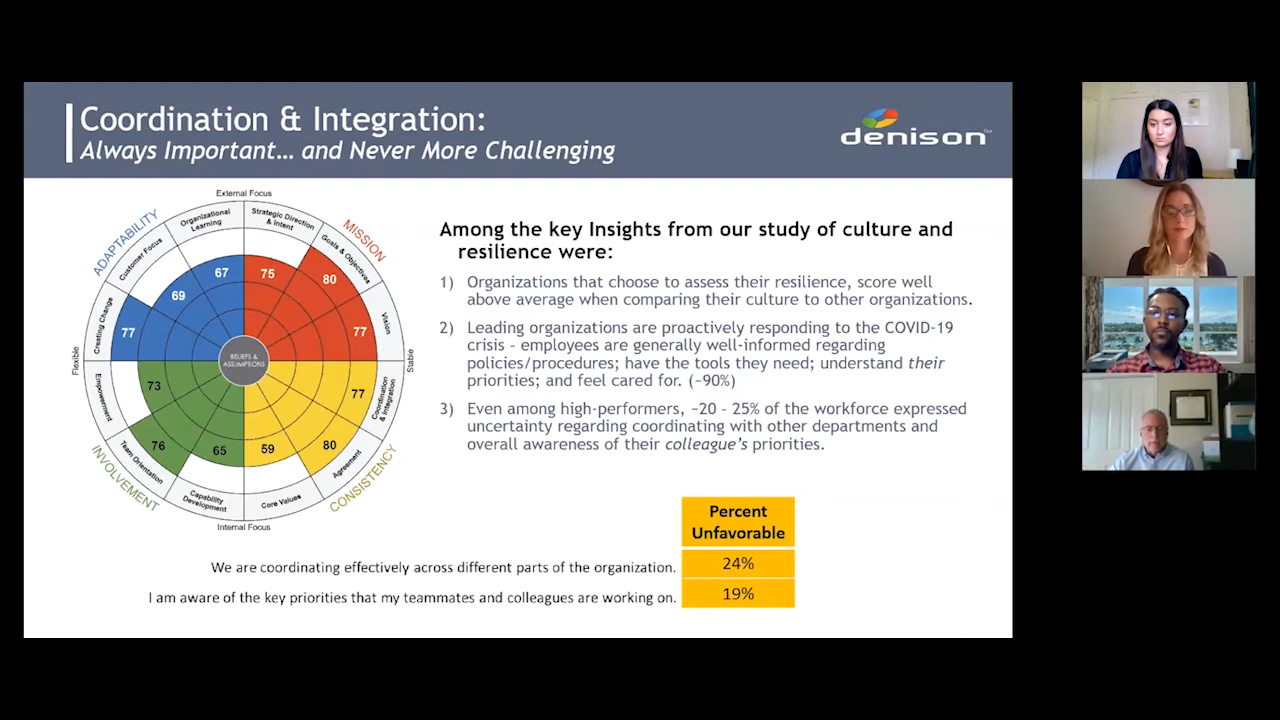 Coordination & Integration:
Always Important… and Never More Challenging
denison™
External Focus
ADAPTABILITY
MISSION
Organizational
Learning
Strategic Direction
& Intent
Customer Focus
Goals & Objectives
Creating Change
Vision
67
75
69
80
77
77
Flexible
Stable
BELIEFS &
ASSUMPTIONS
Empowerment
Coordination
& Integration
73
77
76
80
65
59
Team Orientation
Agreement
Capability
Development
Core Values
INVOLVEMENT
CONSISTENCY
Internal Focus
Among the key Insights from our study of culture and
resilience were:
1) Organizations that choose to assess their resilience, score well
above average when comparing their culture to other organizations.
2) Leading organizations are proactively responding to the COVID-19
crisis – employees are generally well-informed regarding
policies/procedures; have the tools they need; understand their
priorities; and feel cared for. (~90%)
3) Even among high-performers, ~20 – 25% of the workforce expressed
uncertainty regarding coordinating with other departments and
overall awareness of their colleague's priorities.
Percent
Unfavorable
We are coordinating effectively across different parts of the organization. 24%
I am aware of the key priorities that my teammates and colleagues are working on. 19%